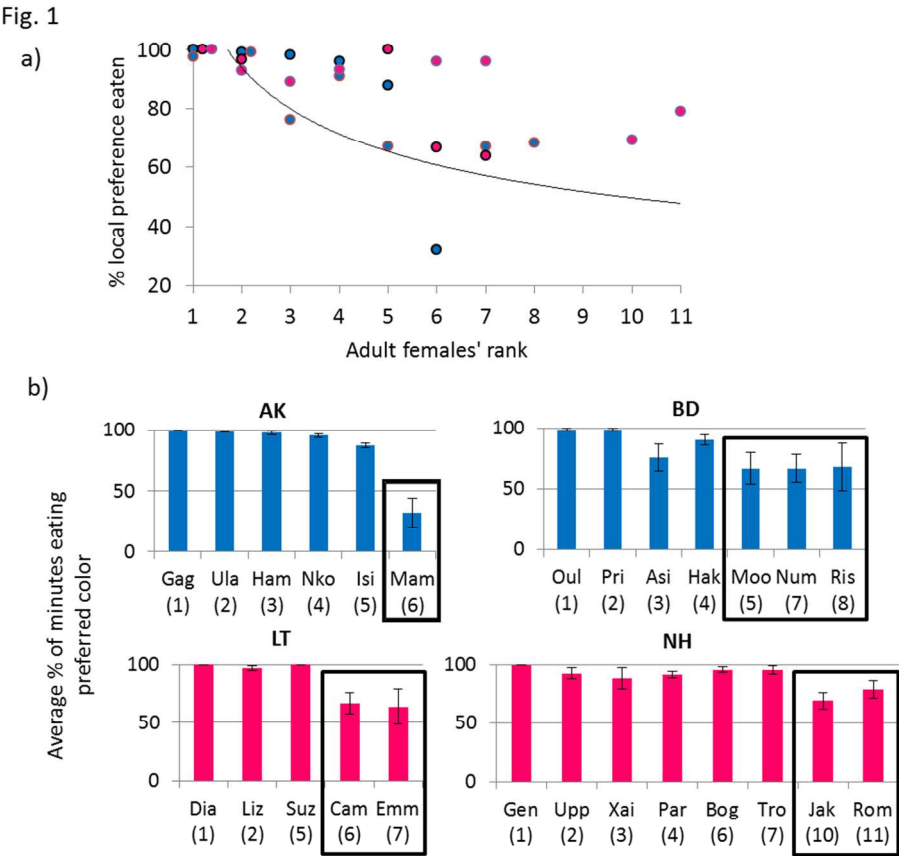 Fig. 1
a)
% local preference eaten
100
80
60
40
20
1 2 3 4 5 6 7 8 9 10 11
Adult females' rank
b)
Average % of minutes eating
preferred color
AK
100
50
0
Gag Ula Ham Nko Isi Mam
(1) (2) (3) (4) (5) (6)
BD
100
50
0
Oul Pri Asi Hak Moo Num Ris
(1) (2) (3) (4) (5) (7) (8)
LT
100
50
0
Dia Liz Suz Cam Emm
(1) (2) (5) (6) (7)
NH
100
50
0
Gen Upp Xai Par Bog Tro Jak Rom
(1) (2) (3) (4) (6) (7) (10) (11)